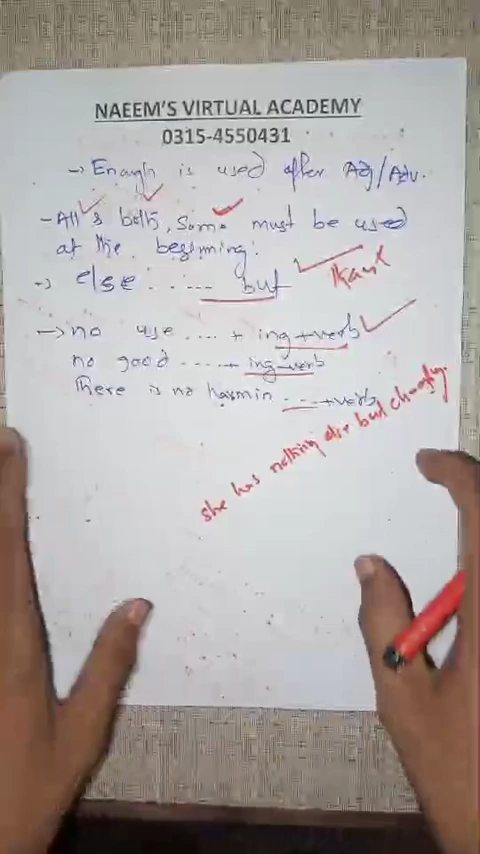 NAEEM'S VIRTUAL ACADEMY
0315-4550431
→ Enough is used after Adj/Adv.
- All, both, Some must be used
at the beginning.
→ else ...... but
→ no use .... + ing+verb
no good ..... + ing+verb
There is no harm in ....+verb
she has nothing else but